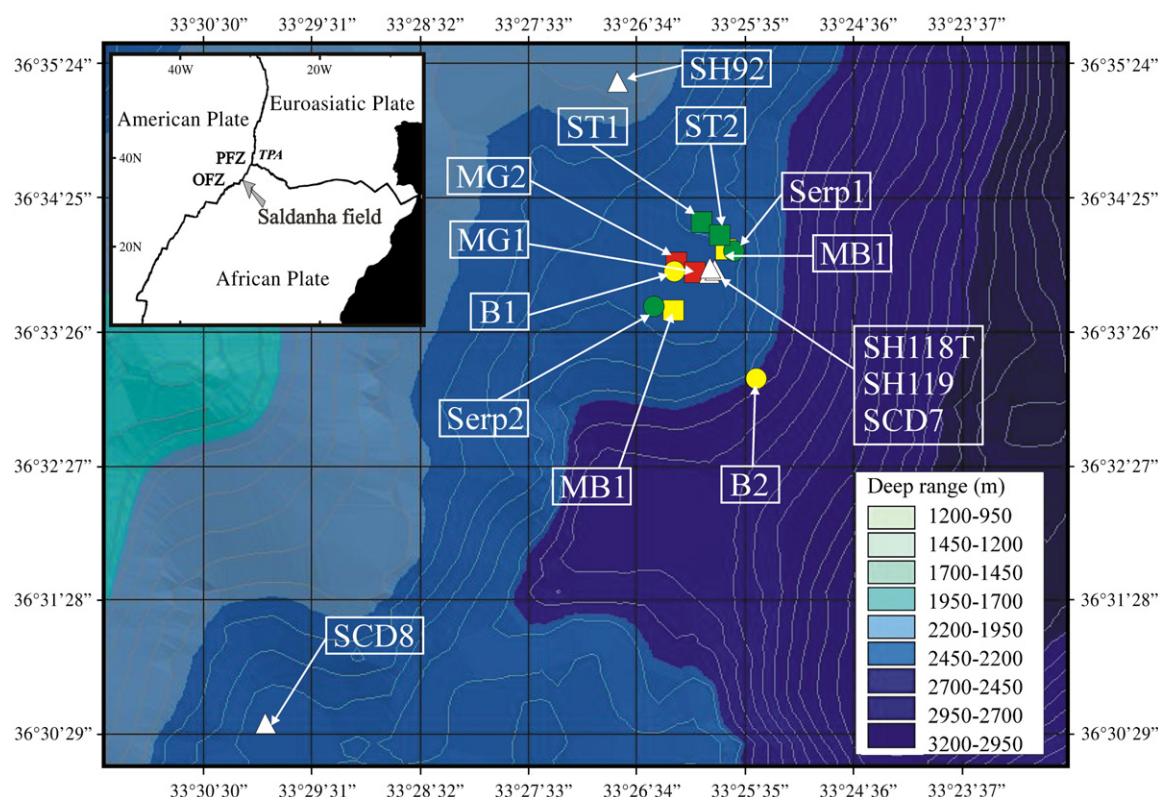 33°30'30” 33°29'31” 33°28'32” 33°27'33” 33°26'34” 33°25'35” 33°24'36” 33°23'37”
36°35'24” 36°35'24”
40W 20W
Euroasiatic Plate
American Plate
40N
PFZ TPA
OFZ
Saldanha field
20N
African Plate
SH92
ST1 ST2
36°34'25” 36°34'25”
MG2 Serp1
MG1 MB1
B1
36°33'26” 36°33'26”
SH118T
SH119
SCD7
Serp2
36°32'27” 36°32'27”
MB1 B2
Deep range (m)
1200-950
1450-1200
1700-1450
1950-1700
2200-1950
2450-2200
2700-2450
2950-2700
3200-2950
36°31'28” 36°31'28”
SCD8
36°30'29” 36°30'29”
33°30'30” 33°29'31” 33°28'32” 33°27'33” 33°26'34” 33°25'35” 33°24'36” 33°23'37”